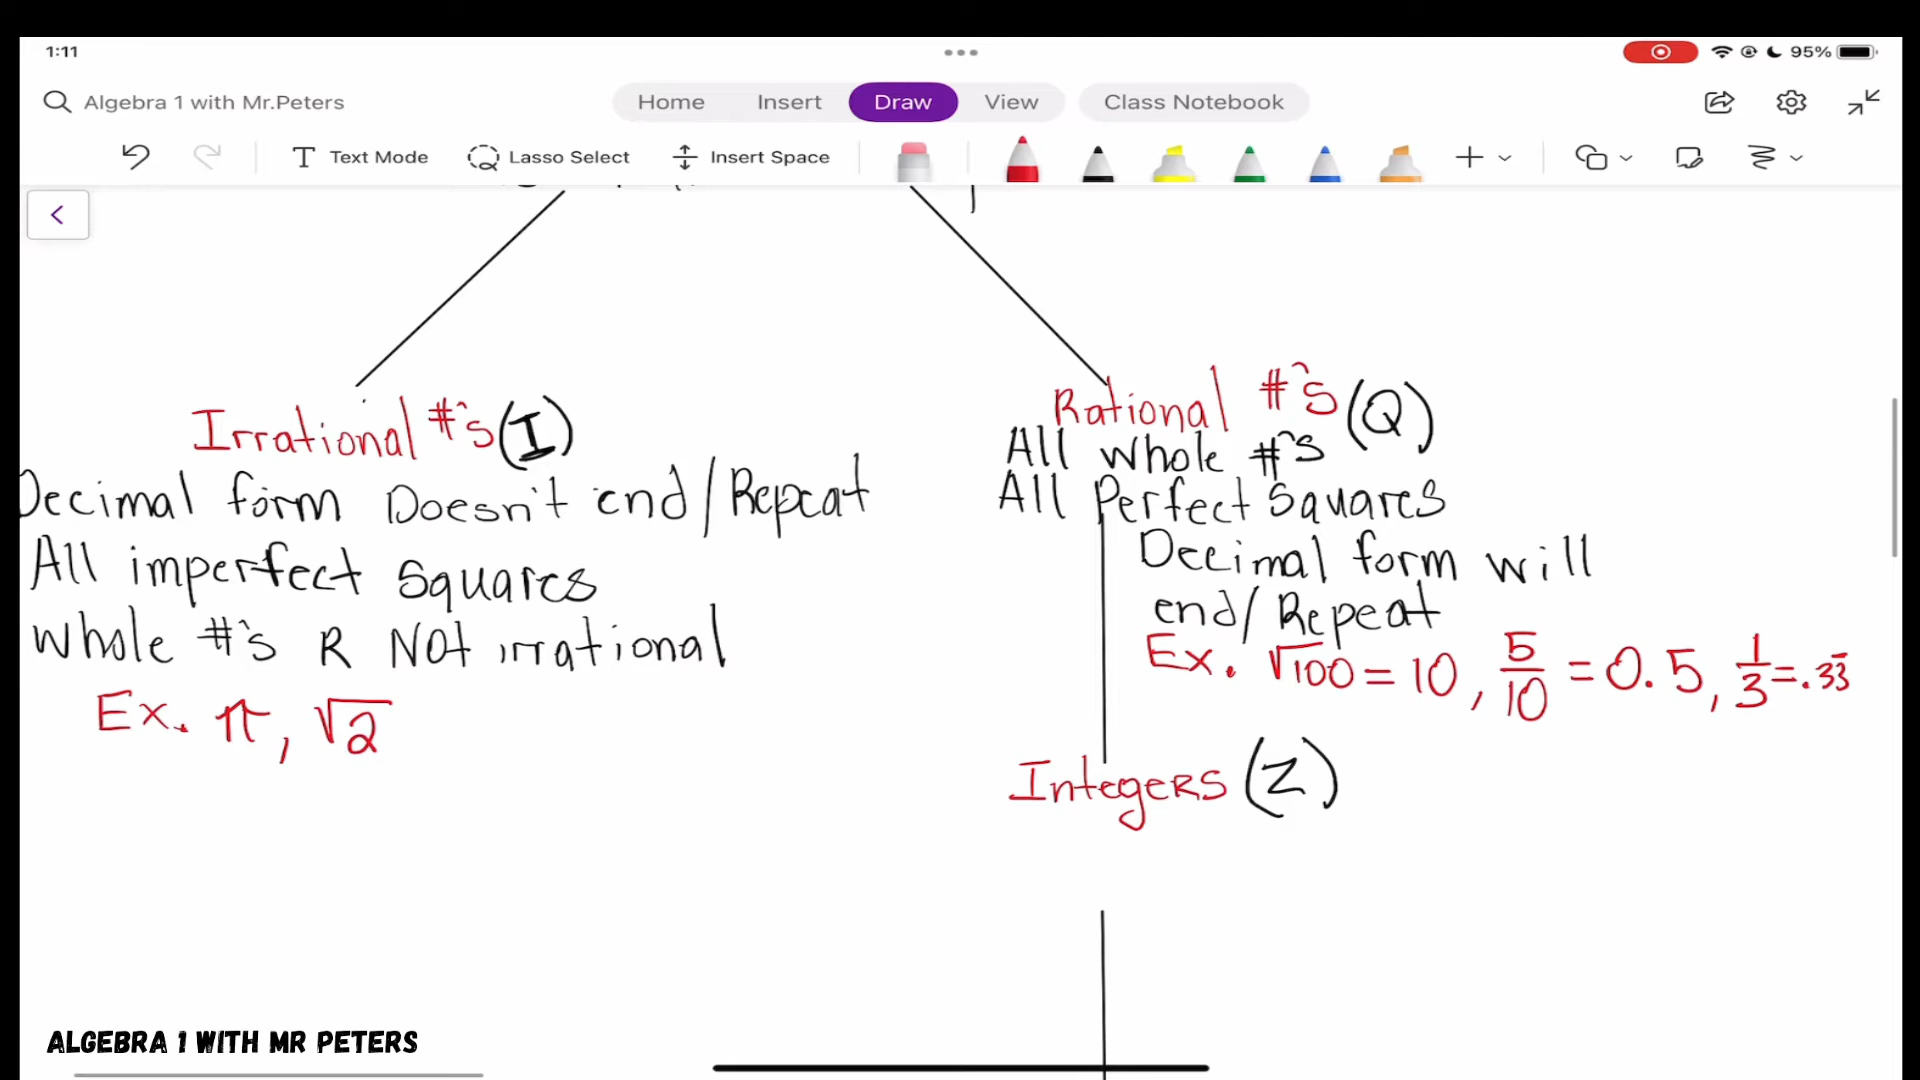 1:11
95%
Algebra 1 with Mr.Peters
Home Insert Draw View Class Notebook
Text Mode Lasso Select Insert Space
Irrational #'s (I)
Decimal form Doesn't end/Repeat
All imperfect Squares
Whole #'s R NOt irrational
Ex. π, √2
Rational #'s (Q)
All Whole #'s
All Perfect Squares
Decimal form will
end/Repeat
Ex. √100 = 10, 5/10 = 0.5, 1/3 = .33̅
Integers (Z)
ALGEBRA 1 WITH MR PETERS